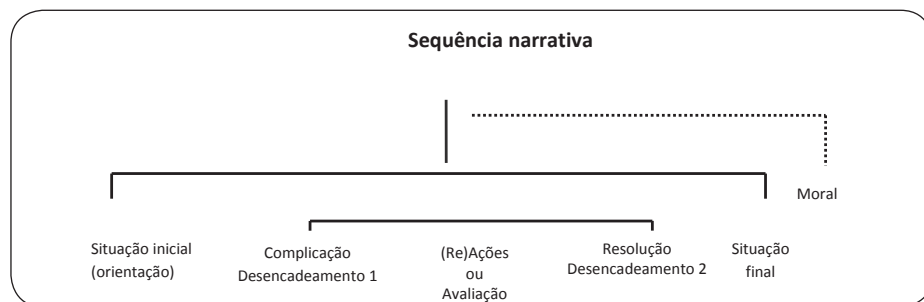 Sequência narrativa
Moral
Situação inicial
(orientação)
Complicação
Desencadeamento 1
(Re)Ações
ou
Avaliação
Resolução
Desencadeamento 2
Situação
final